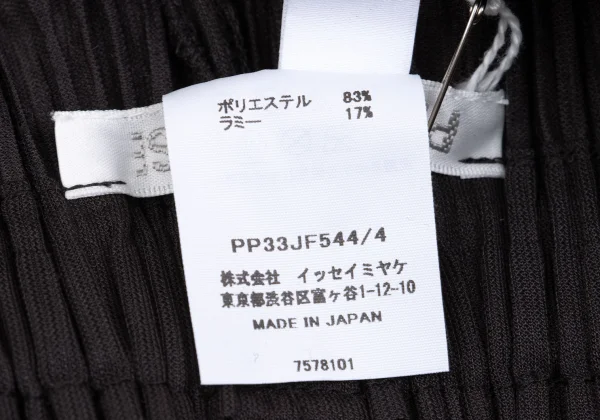 ポリエステル 83%
ラミー 17%
PP33JF544/4
株式会社 イッセイミヤケ
東京都渋谷区富ヶ谷1-12-10
MADE IN JAPAN
7578101